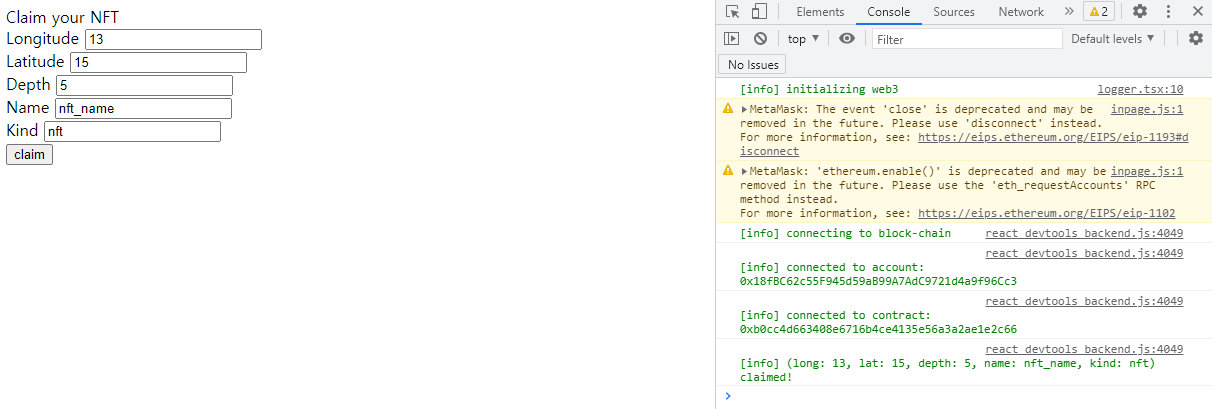 Claim your NFT
Longitude 13
Latitude 15
Depth 5
Name nft_name
Kind nft
claim
Elements Console Sources Network » 2
top ▼ Filter Default levels ▼
No Issues
[info] initializing web3 logger.tsx:10
▶MetaMask: The event 'close' is deprecated and may be inpage.js:1
removed in the future. Please use 'disconnect' instead.
For more information, see: https://eips.ethereum.org/EIPS/eip-1193#d
isconnect
▶MetaMask: 'ethereum.enable()' is deprecated and may be inpage.js:1
removed in the future. Please use the 'eth_requestAccounts' RPC
method instead.
For more information, see: https://eips.ethereum.org/EIPS/eip-1102
[info] connecting to block-chain react_devtools_backend.js:4049
react_devtools_backend.js:4049
[info] connected to account:
0x18fBC62c55F945d59aB99A7AdC9721d4a9f96Cc3
react_devtools_backend.js:4049
[info] connected to contract:
0xb0cc4d663408e6716b4ce4135e56a3a2ae1e2c66
react_devtools_backend.js:4049
[info] (long: 13, lat: 15, depth: 5, name: nft_name, kind: nft)
claimed!
>